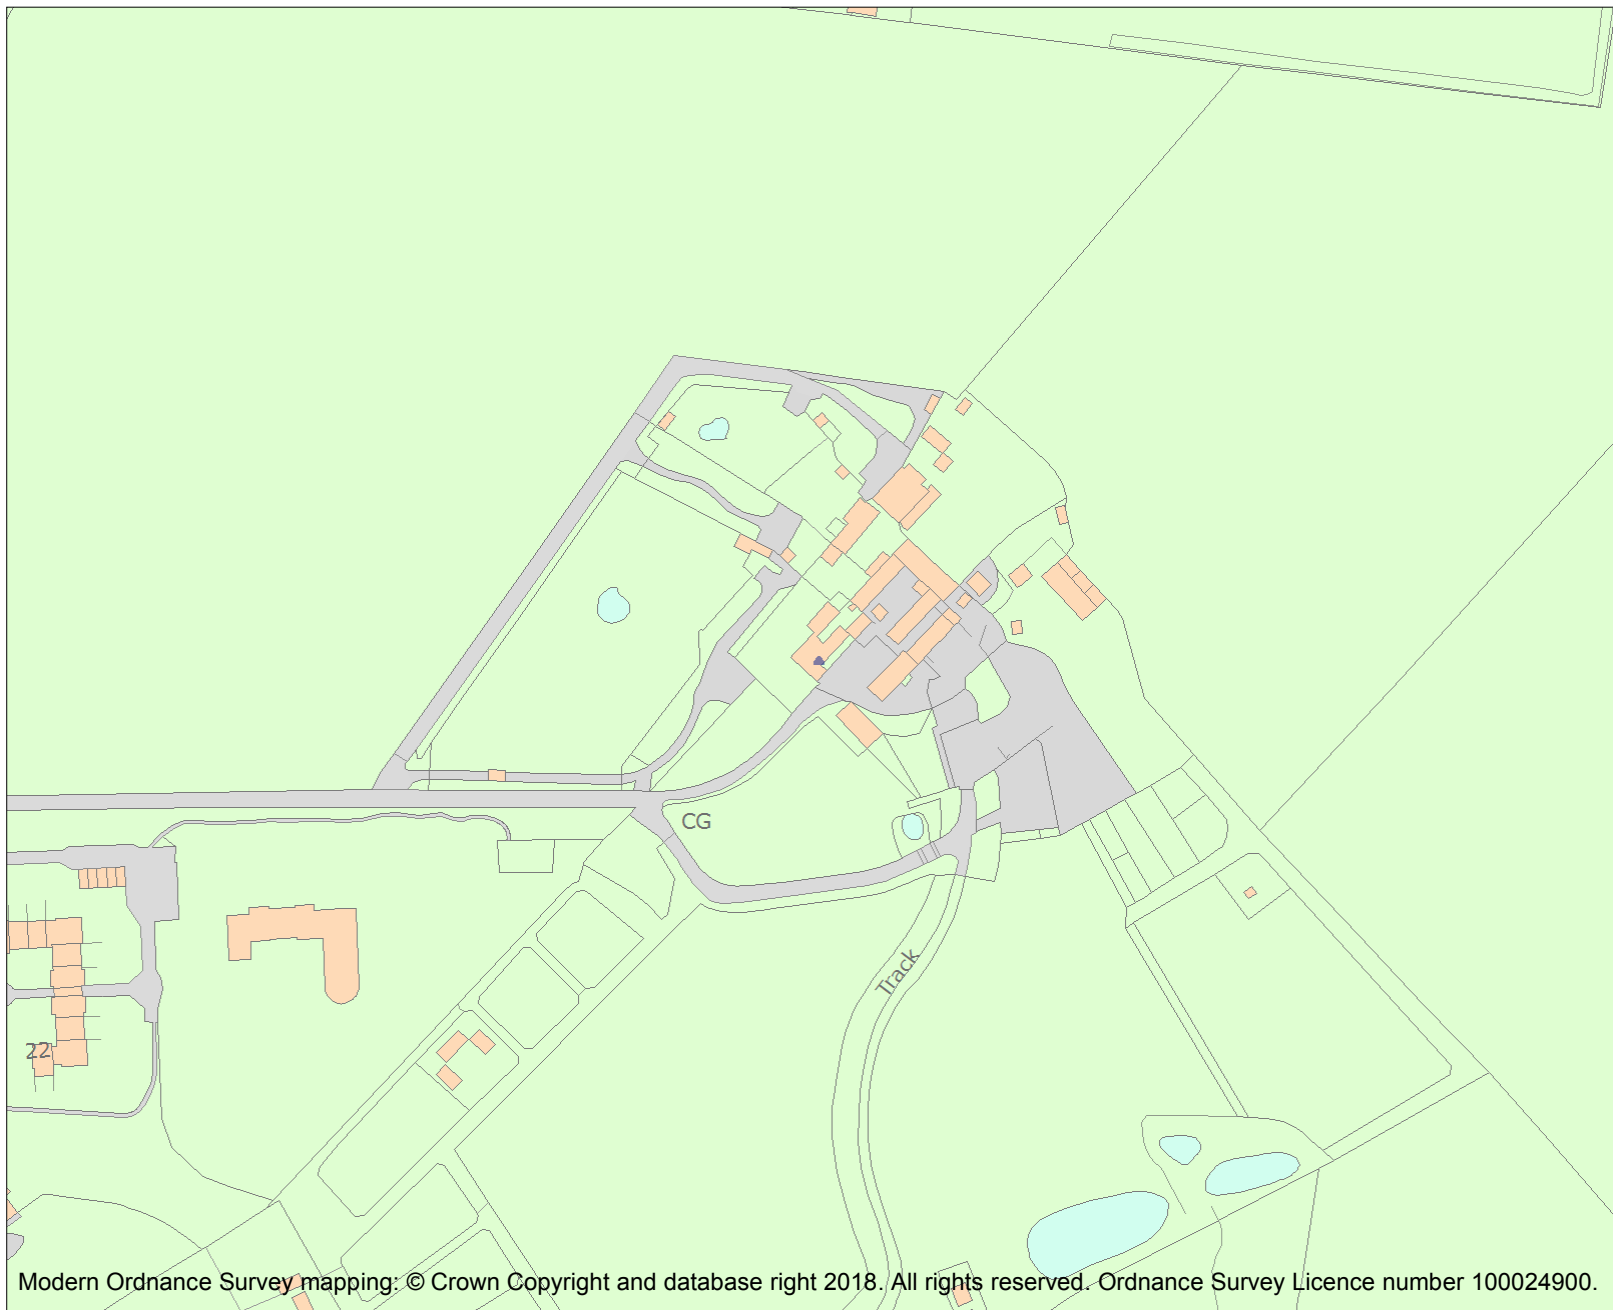 CG
Track
22
Modern Ordnance Survey mapping: © Crown Copyright and database right 2018. All rights reserved. Ordnance Survey Licence number 100024900.